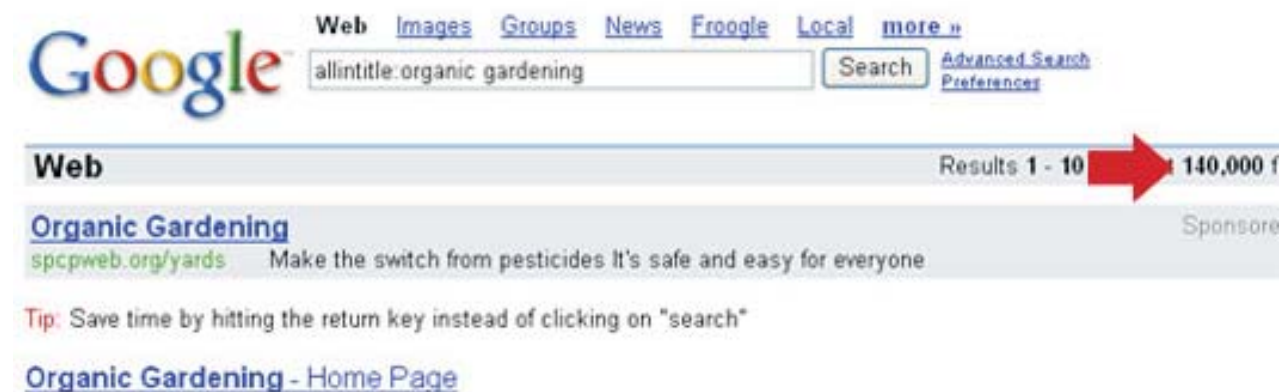 Google
Web Images Groups News Froogle Local more »
allintitle:organic gardening Search Advanced Search
Preferences
Web Results 1 - 10 140,000
Organic Gardening
spcpweb.org/yards Make the switch from pesticides It's safe and easy for everyone
Tip: Save time by hitting the return key instead of clicking on "search"
Organic Gardening - Home Page